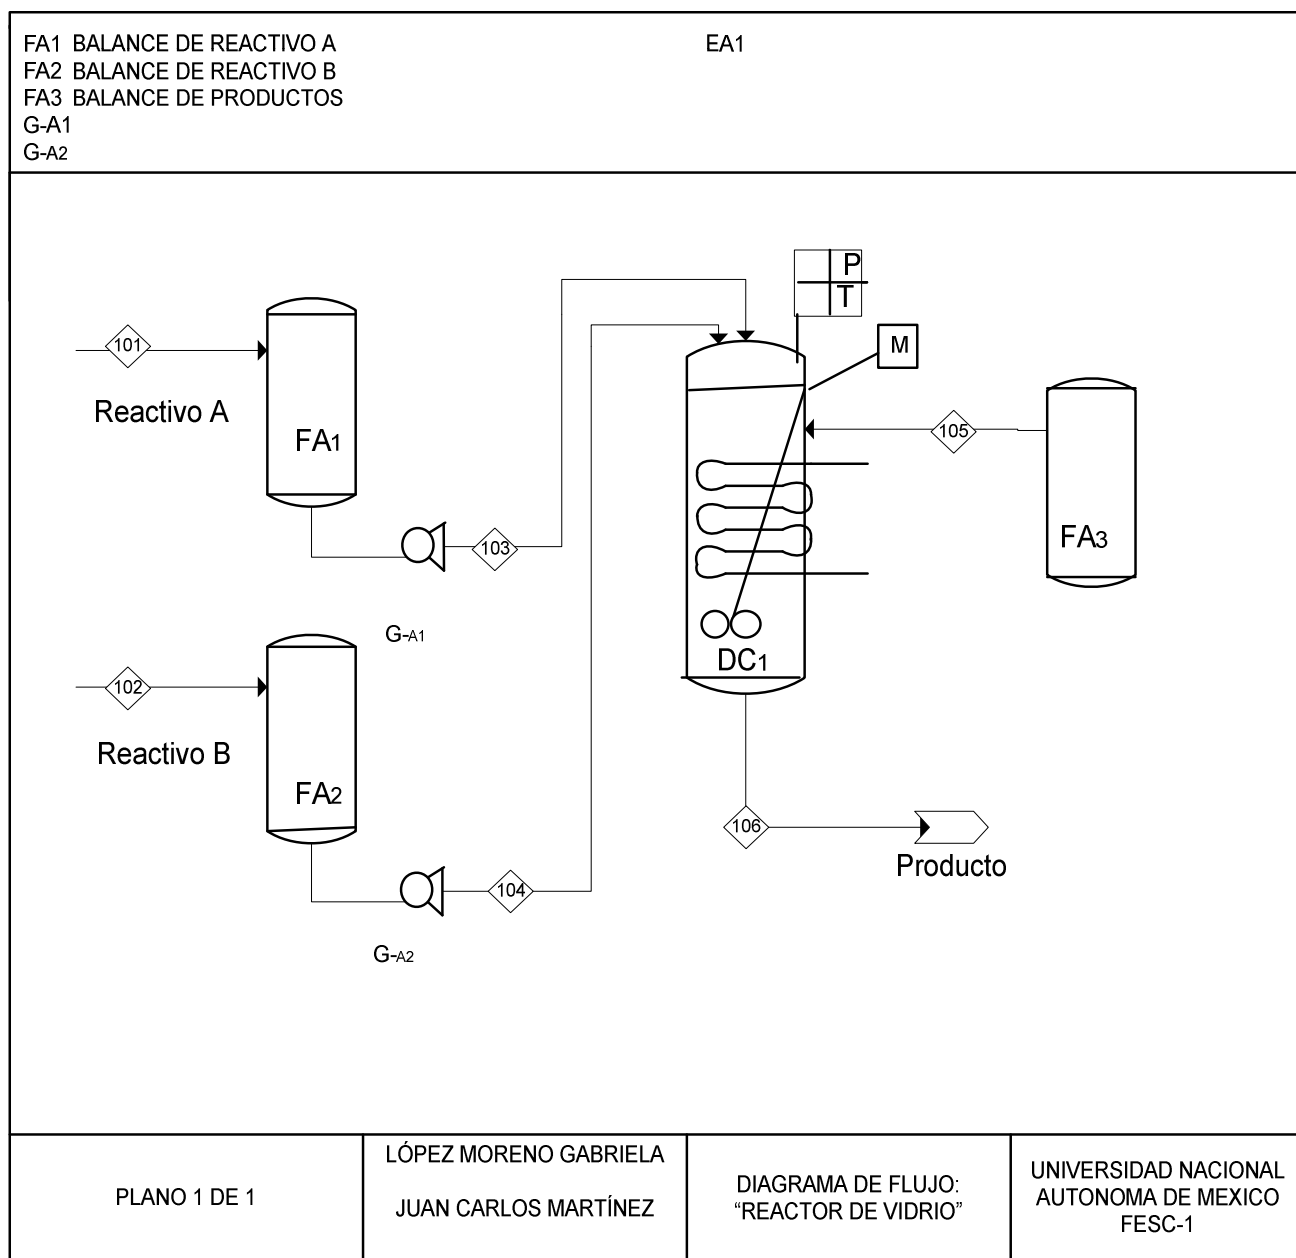 FA1 BALANCE DE REACTIVO A
FA2 BALANCE DE REACTIVO B
FA3 BALANCE DE PRODUCTOS
G-A1
G-A2
EA1
P
T
M
101
Reactivo A
FA1
103
G-A1
105
FA3
102
Reactivo B
FA2
104
G-A2
DC1
106
Producto
PLANO 1 DE 1
LÓPEZ MORENO GABRIELA
JUAN CARLOS MARTÍNEZ
DIAGRAMA DE FLUJO:
“REACTOR DE VIDRIO”
UNIVERSIDAD NACIONAL
AUTONOMA DE MEXICO
FESC-1